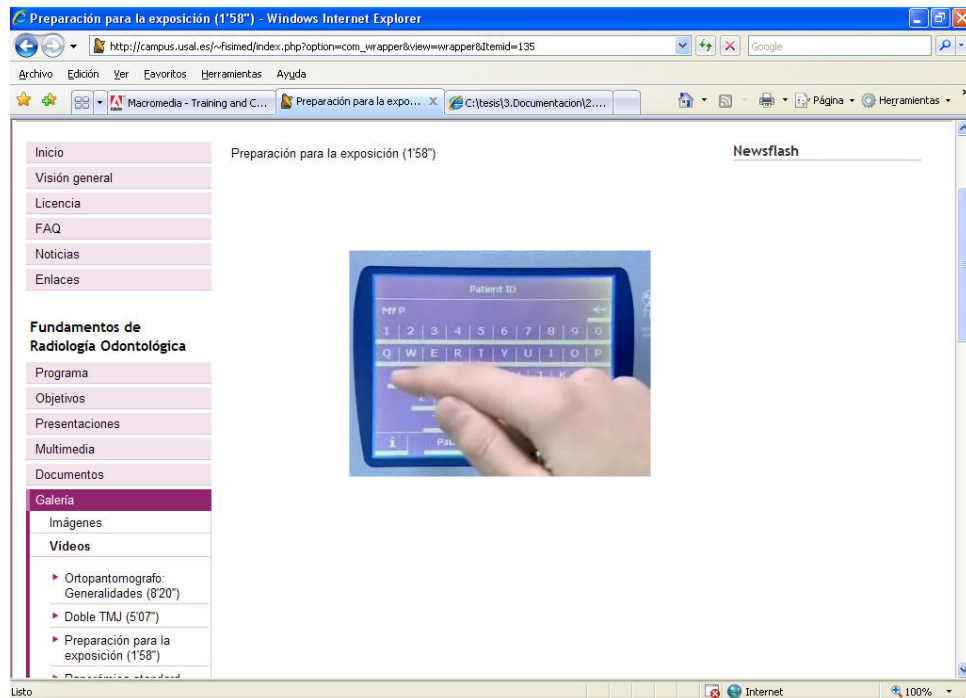 Preparación para la exposición (1'58") - Windows Internet Explorer
http://campus.usal.es/~fisimed/index.php?option=com_wrapper&view=wrapper&Itemid=135
Google
Archivo Edición Ver Favoritos Herramientas Ayuda
Macromedia - Training and C...
Preparación para la expo...
C:\tesis\3.Documentacion\2....
Página
Herramientas
Inicio
Visión general
Licencia
FAQ
Noticias
Enlaces
Fundamentos de
Radiología Odontológica
Programa
Objetivos
Presentaciones
Multimedia
Documentos
Galería
Imágenes
Vídeos
Ortopantomografo:
Generalidades (8'20")
Doble TMJ (5'07")
Preparación para la
exposición (1'58")
Preparación para la exposición (1'58")
Patient ID
MY P
1 2 3 4 5 6 7 8 9 0
Q W E R T Y U I O P
J K
i
Newsflash
Listo
Internet
100%